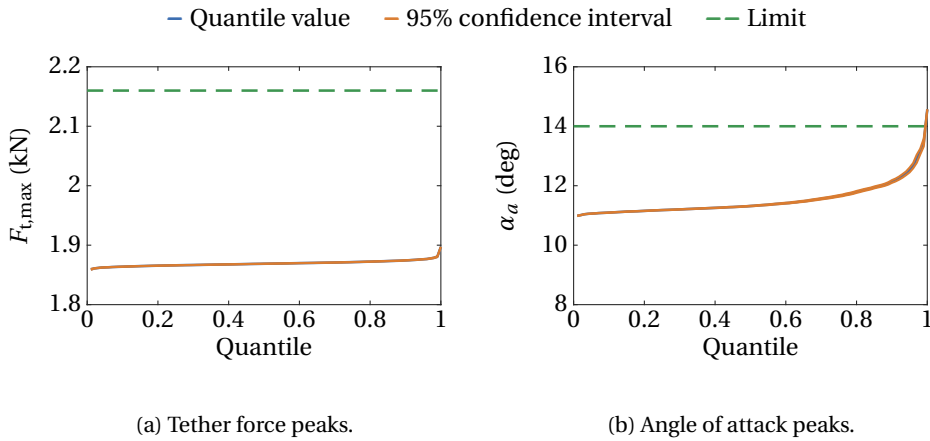 Quantile value 95% confidence interval Limit
2.2
2.1
2
1.9
1.8
0 0.2 0.4 0.6 0.8 1
Quantile
F_t,max (kN)
16
14
12
10
8
0 0.2 0.4 0.6 0.8 1
Quantile
α_a (deg)
(a) Tether force peaks.
(b) Angle of attack peaks.